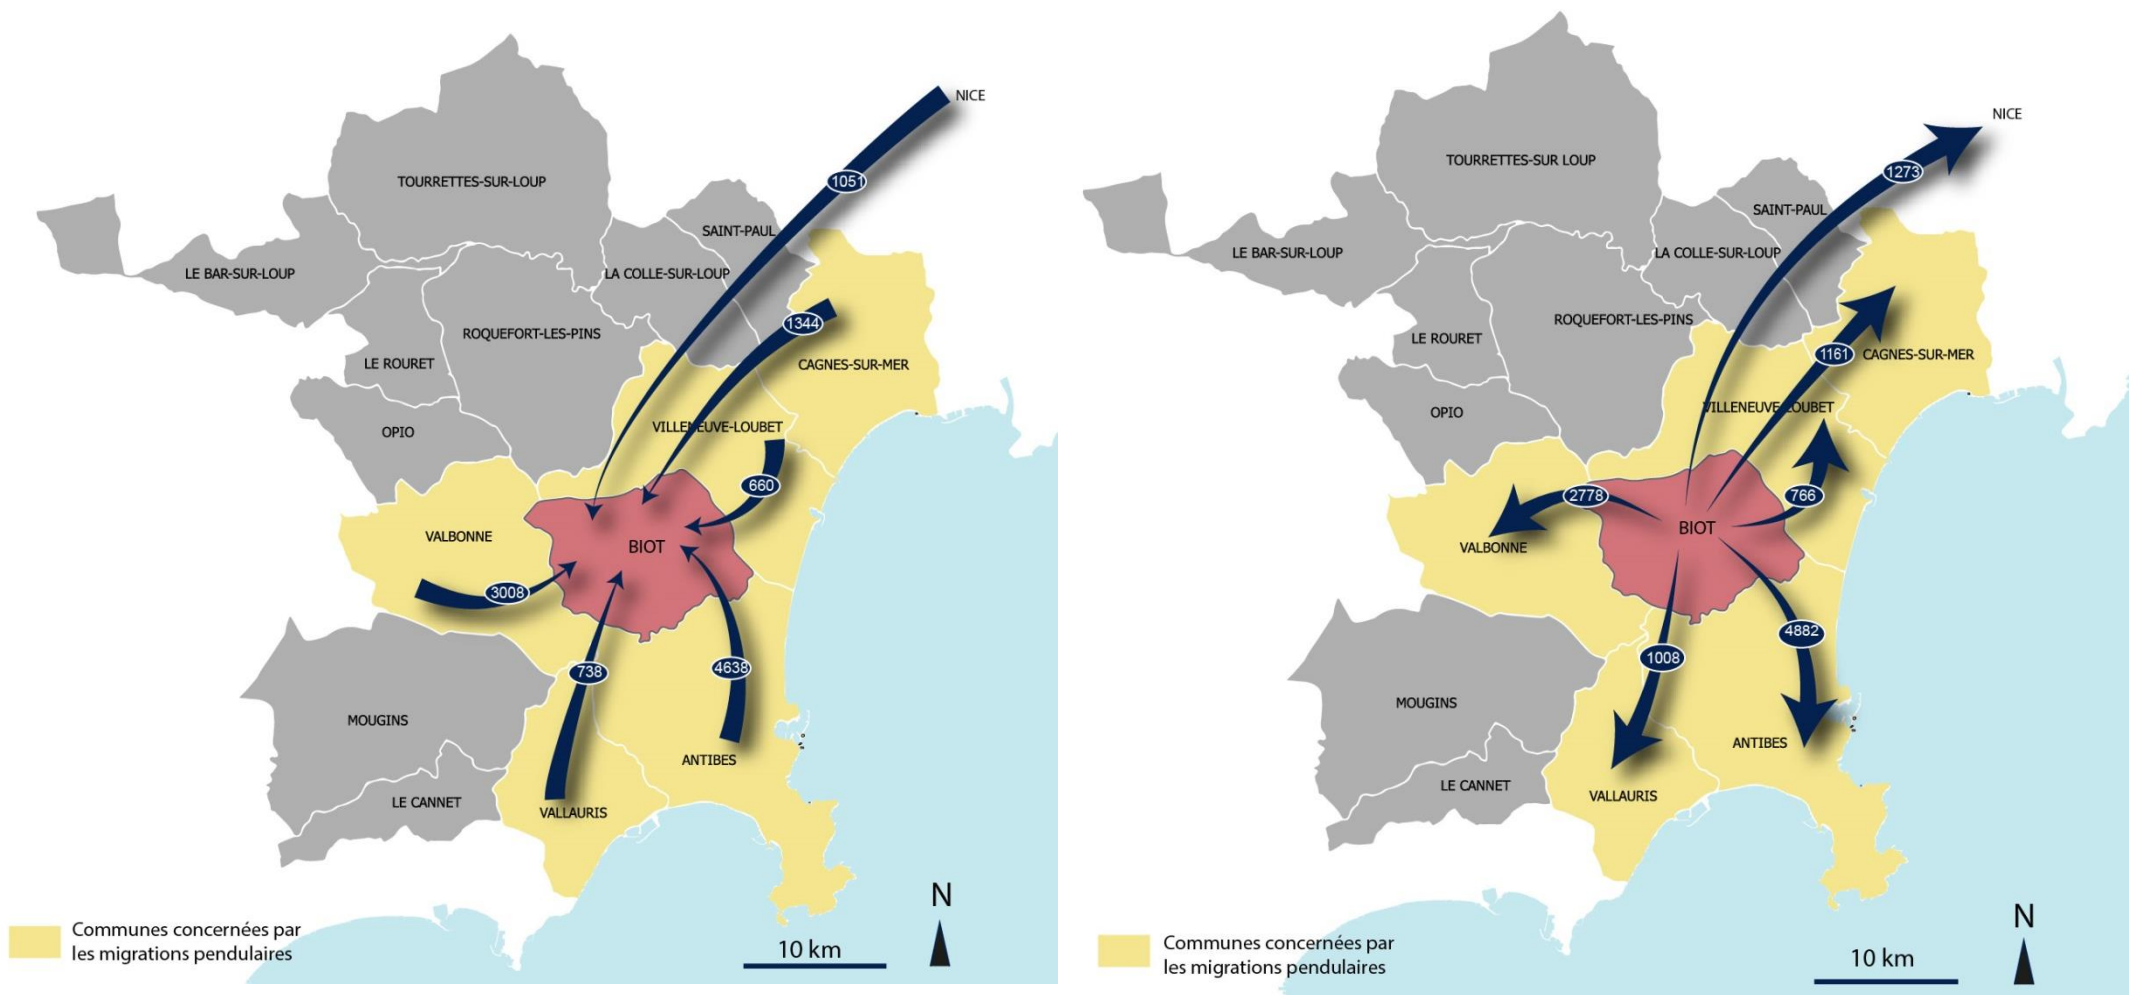 NICE
1051
TOURRETTES-SUR-LOUP
SAINT-PAUL
LE BAR-SUR-LOUP
LA COLLE-SUR-LOUP
1344
ROQUEFORT-LES-PINS
LE ROURET
CAGNES-SUR-MER
OPIO
VILLENEUVE-LOUBET
660
VALBONNE
BIOT
3008
738
4638
MOUGINS
ANTIBES
LE CANNET
VALLAURIS
N
Communes concernées par
les migrations pendulaires
10 km
NICE
TOURRETTES-SUR LOUP
1273
SAINT-PAUL
LE BAR-SUR-LOUP
LA COLLE-SUR-LOUP
ROQUEFORT-LES-PINS
LE ROURET
1161
CAGNES-SUR-MER
OPIO
VILLENEUVE-LOUBET
2778
766
BIOT
VALBONNE
4882
1008
MOUGINS
ANTIBES
LE CANNET
VALLAURIS
N
Communes concernées par
les migrations pendulaires
10 km